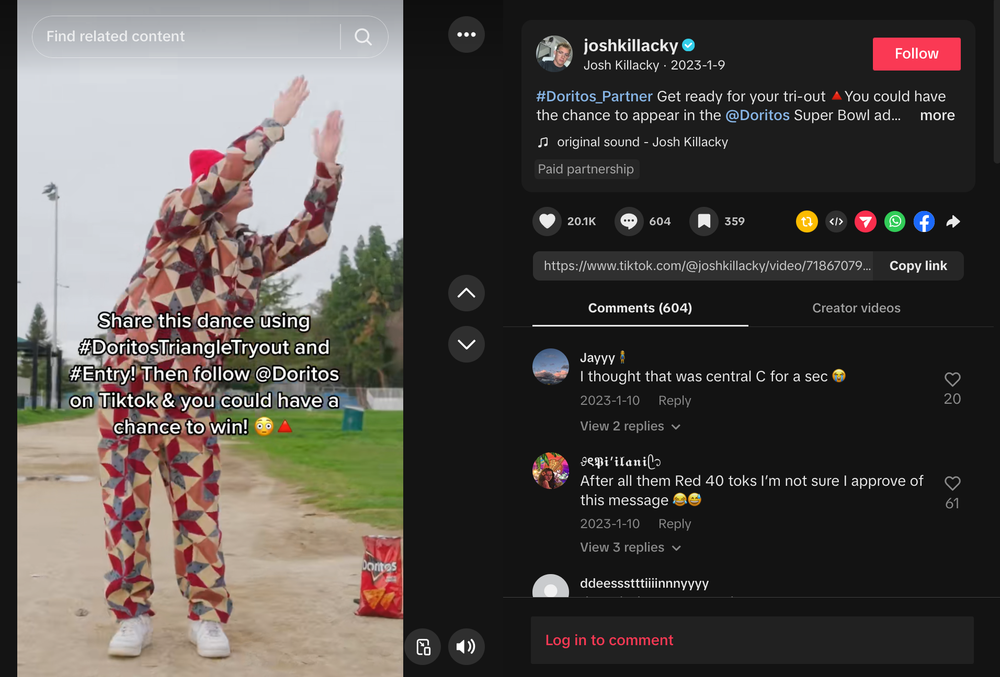 Find related content
Share this dance using
#DoritosTriangleTryout and
#Entry! Then follow @Doritos
on Tiktok & you could have a
chance to win! 😳🔺
Doritos
joshkillacky
Josh Killacky · 2023-1-9
Follow
#Doritos_Partner Get ready for your tri-out 🔺You could have
the chance to appear in the @Doritos Super Bowl ad... more
original sound - Josh Killacky
Paid partnership
20.1K
604
359
https://www.tiktok.com/@joshkillacky/video/71867079...
Copy link
Comments (604)
Creator videos
Jayyy🧍
I thought that was central C for a sec 😭
2023-1-10 Reply
20
View 2 replies
𝕻𝖎'𝖎𝖑𝖆𝖓𝖎
After all them Red 40 toks I'm not sure I approve of
this message 😂😅
2023-1-10 Reply
61
View 3 replies
ddeessstttiiiinnnyyyy
Log in to comment